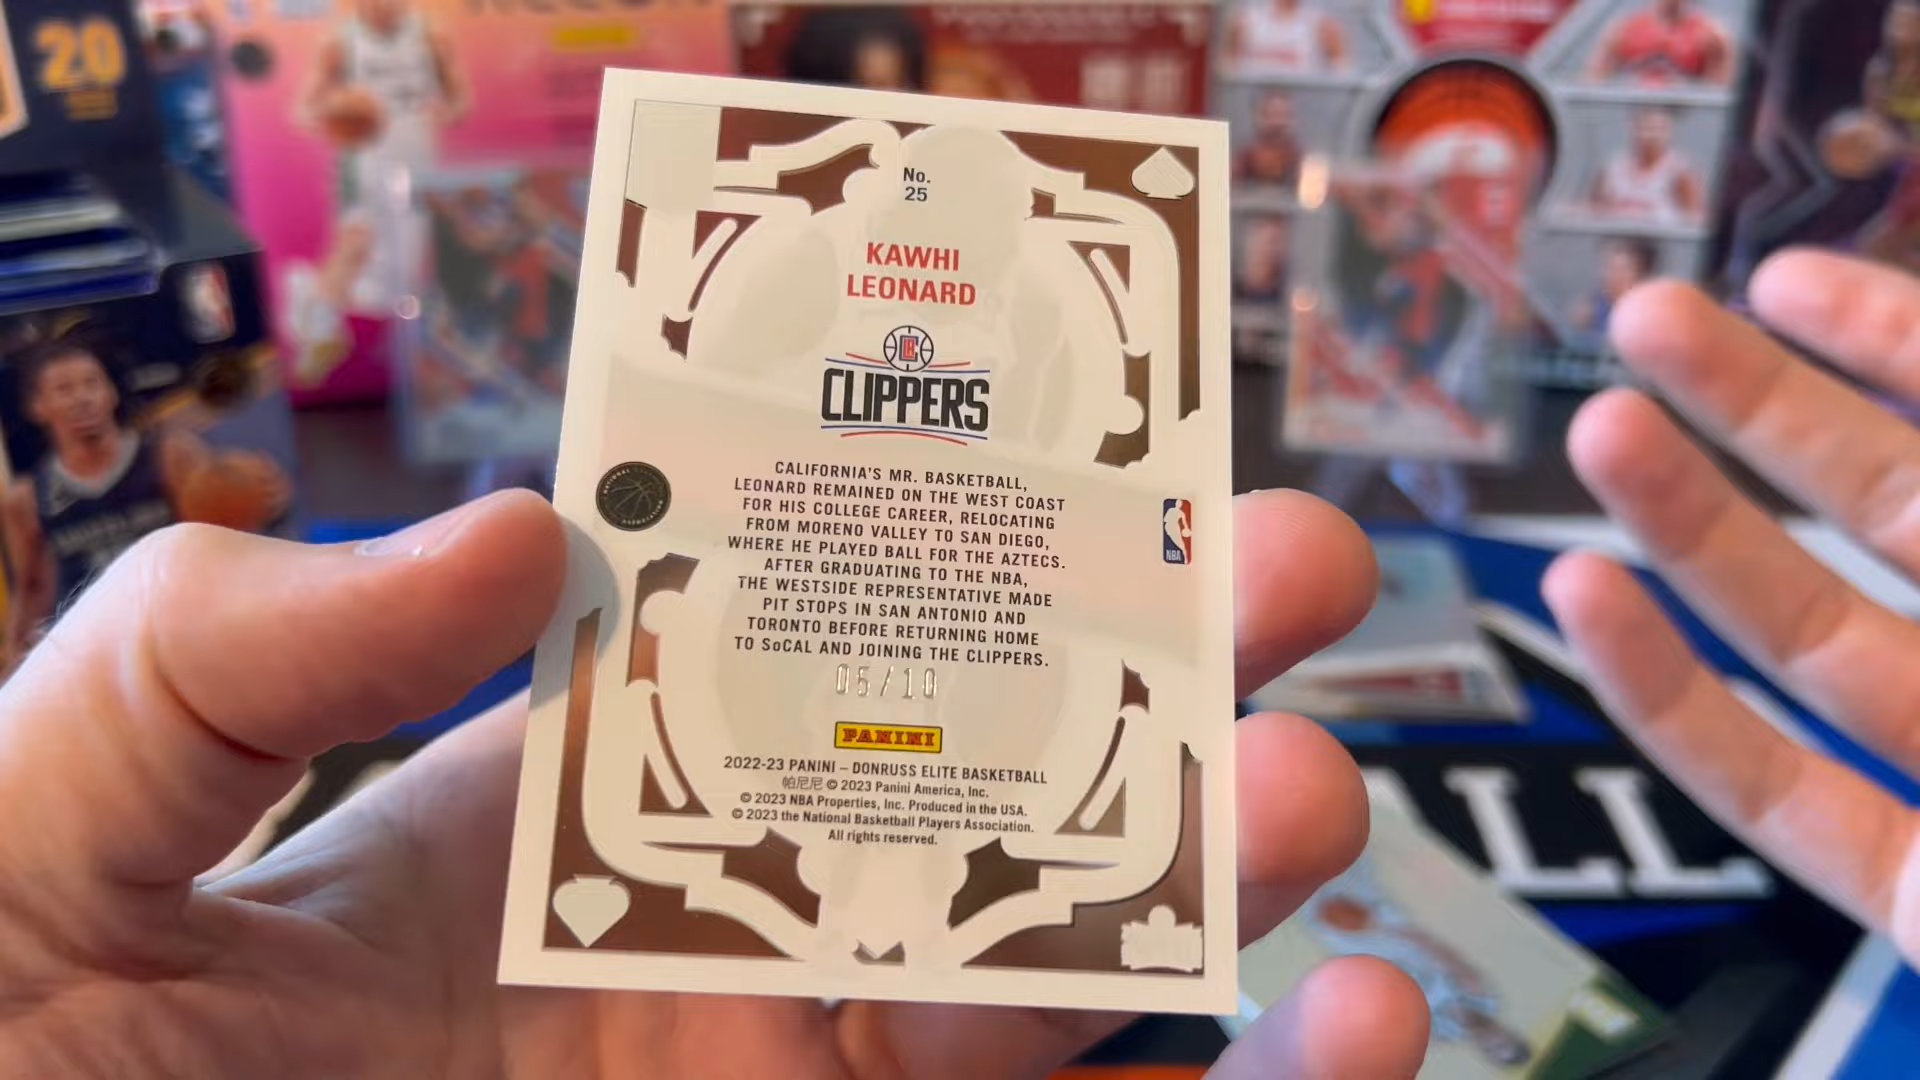 20
No.
25
KAWHI
LEONARD
CLIPPERS
CALIFORNIA'S MR. BASKETBALL,
LEONARD REMAINED ON THE WEST COAST
FOR HIS COLLEGE CAREER, RELOCATING
FROM MORENO VALLEY TO SAN DIEGO,
WHERE HE PLAYED BALL FOR THE AZTECS.
AFTER GRADUATING TO THE NBA,
THE WESTSIDE REPRESENTATIVE MADE
PIT STOPS IN SAN ANTONIO AND
TORONTO BEFORE RETURNING HOME
TO SoCAL AND JOINING THE CLIPPERS.
NBA
05/10
PANINI
2022-23 PANINI – DONRUSS ELITE BASKETBALL
帕尼尼 © 2023 Panini America, Inc.
© 2023 NBA Properties, Inc. Produced in the USA.
© 2023 the National Basketball Players Association.
All rights reserved.
ALL